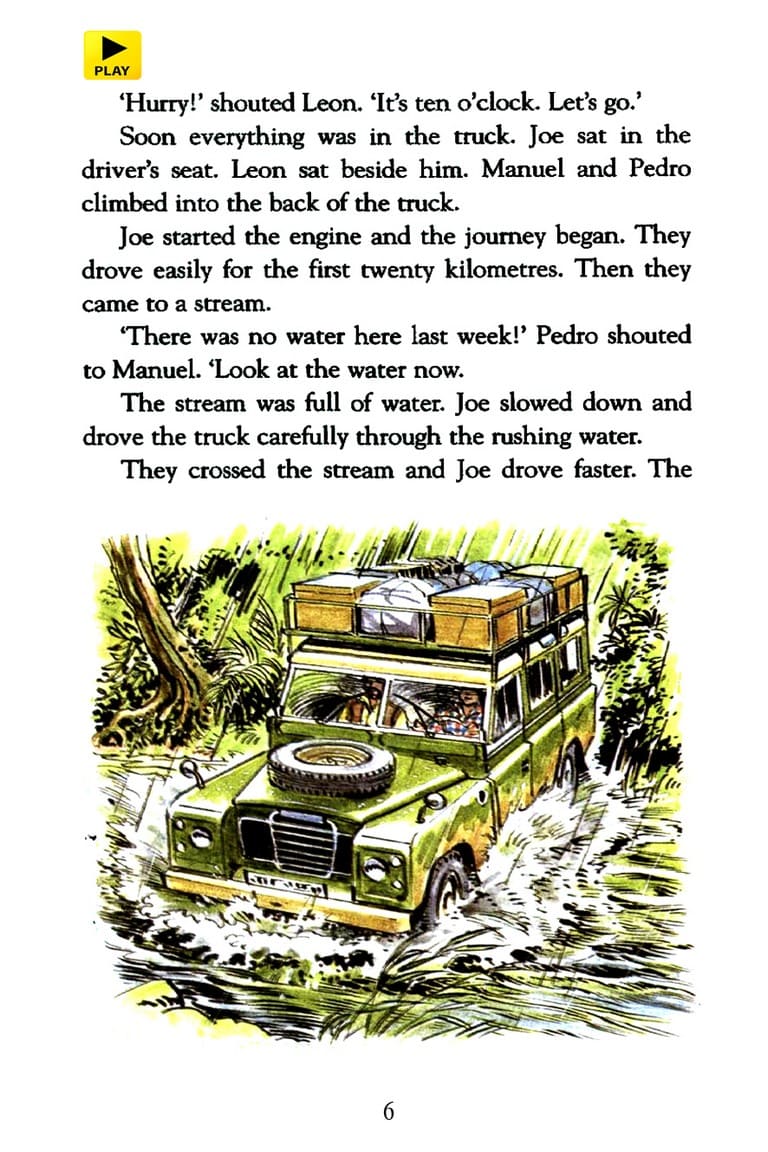 PLAY
‘Hurry!’ shouted Leon. ‘It’s ten o’clock. Let’s go.’
Soon everything was in the truck. Joe sat in the
driver’s seat. Leon sat beside him. Manuel and Pedro
climbed into the back of the truck.
Joe started the engine and the journey began. They
drove easily for the first twenty kilometres. Then they
came to a stream.
‘There was no water here last week!’ Pedro shouted
to Manuel. ‘Look at the water now.
The stream was full of water. Joe slowed down and
drove the truck carefully through the rushing water.
They crossed the stream and Joe drove faster. The
6